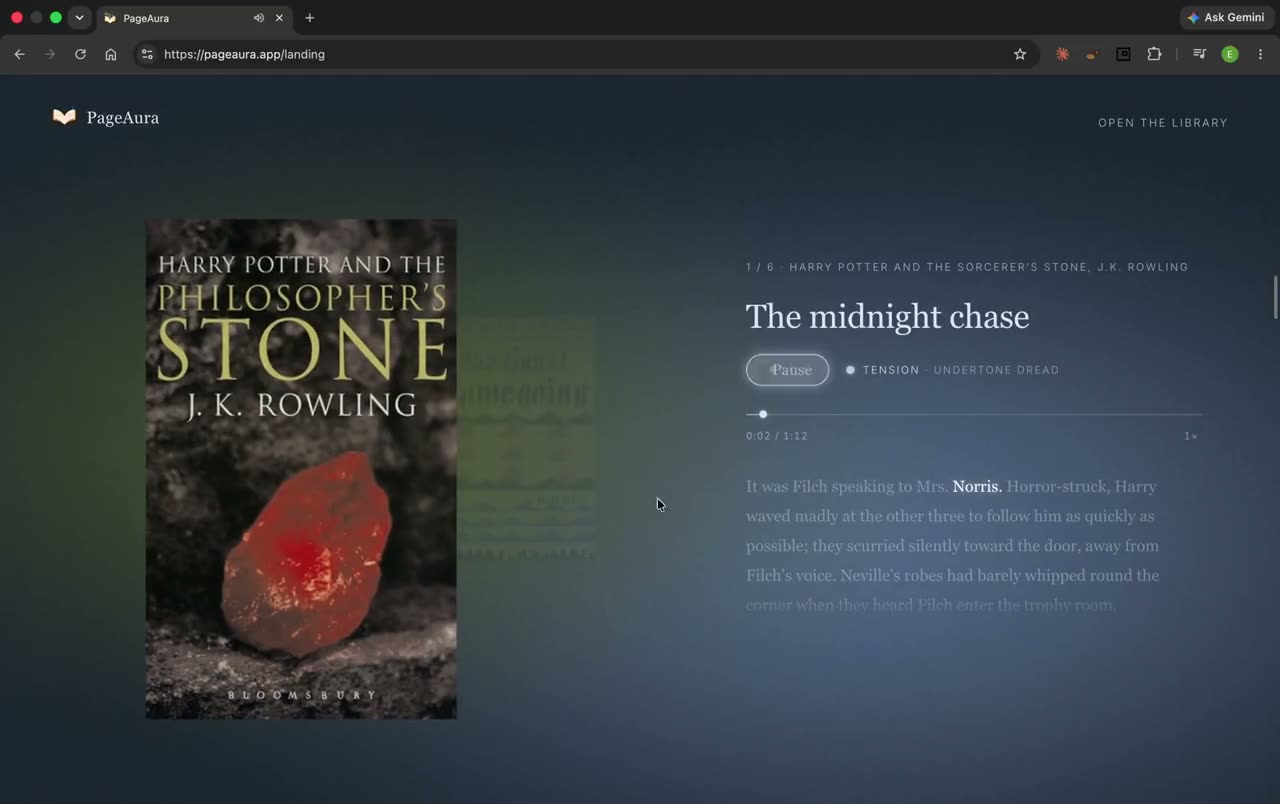 PageAura
Ask Gemini
https://pageaura.app/landing
E
PageAura
OPEN THE LIBRARY
HARRY POTTER AND THE
PHILOSOPHER'S
STONE
J. K. ROWLING
BLOOMSBURY
1 / 6 · HARRY POTTER AND THE SORCERER'S STONE, J.K. ROWLING
The midnight chase
Pause
TENSION · UNDERTONE DREAD
0:02 / 1:12
1×
It was Filch speaking to Mrs. Norris. Horror-struck, Harry
waved madly at the other three to follow him as quickly as
possible; they scurried silently toward the door, away from
Filch's voice. Neville's robes had barely whipped round the
corner when they heard Filch enter the trophy room.